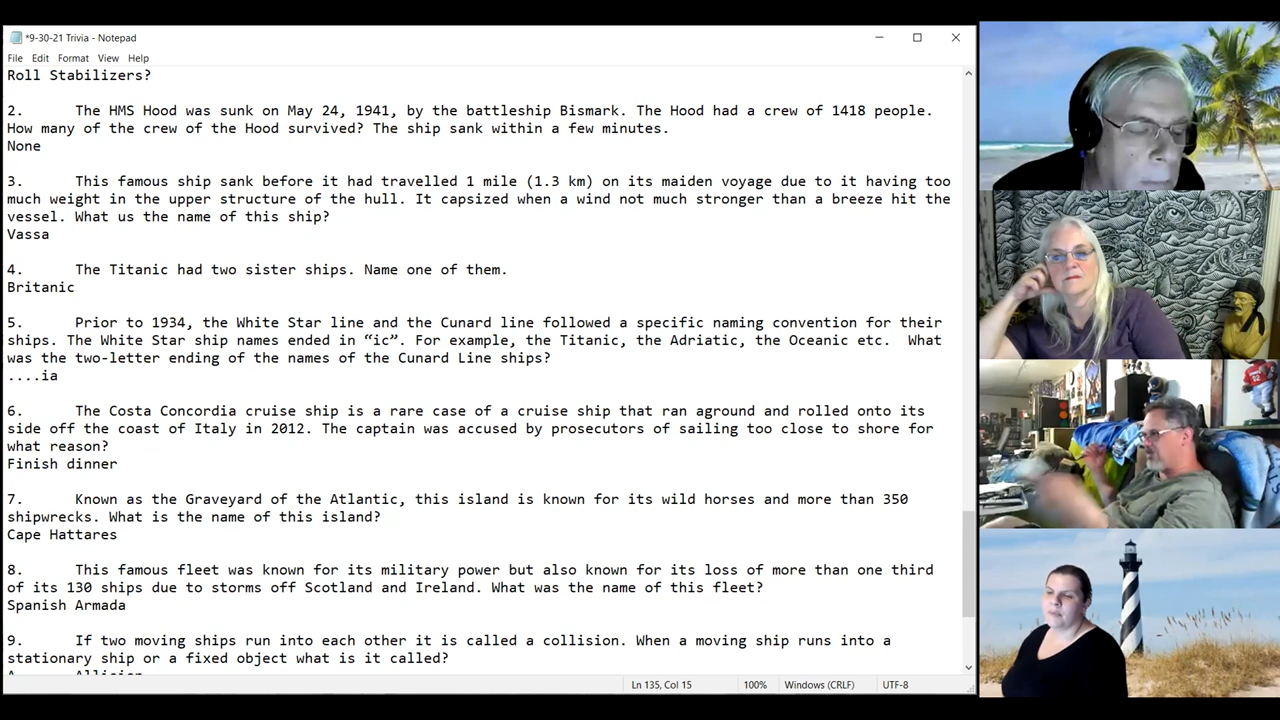 *9-30-21 Trivia - Notepad
File Edit Format View Help
Roll Stabilizers?
2. The HMS Hood was sunk on May 24, 1941, by the battleship Bismark. The Hood had a crew of 1418 people.
How many of the crew of the Hood survived? The ship sank within a few minutes.
None
3. This famous ship sank before it had travelled 1 mile (1.3 km) on its maiden voyage due to it having too
much weight in the upper structure of the hull. It capsized when a wind not much stronger than a breeze hit the
vessel. What us the name of this ship?
Vassa
4. The Titanic had two sister ships. Name one of them.
Britanic
5. Prior to 1934, the White Star line and the Cunard line followed a specific naming convention for their
ships. The White Star ship names ended in “ic”. For example, the Titanic, the Adriatic, the Oceanic etc.  What
was the two-letter ending of the names of the Cunard Line ships?
....ia
6. The Costa Concordia cruise ship is a rare case of a cruise ship that ran aground and rolled onto its
side off the coast of Italy in 2012. The captain was accused by prosecutors of sailing too close to shore for
what reason?
Finish dinner
7. Known as the Graveyard of the Atlantic, this island is known for its wild horses and more than 350
shipwrecks. What is the name of this island?
Cape Hattares
8. This famous fleet was known for its military power but also known for its loss of more than one third
of its 130 ships due to storms off Scotland and Ireland. What was the name of this fleet?
Spanish Armada
9. If two moving ships run into each other it is called a collision. When a moving ship runs into a
stationary ship or a fixed object what is it called?
A. Allision
Ln 135, Col 15 100% Windows (CRLF) UTF-8